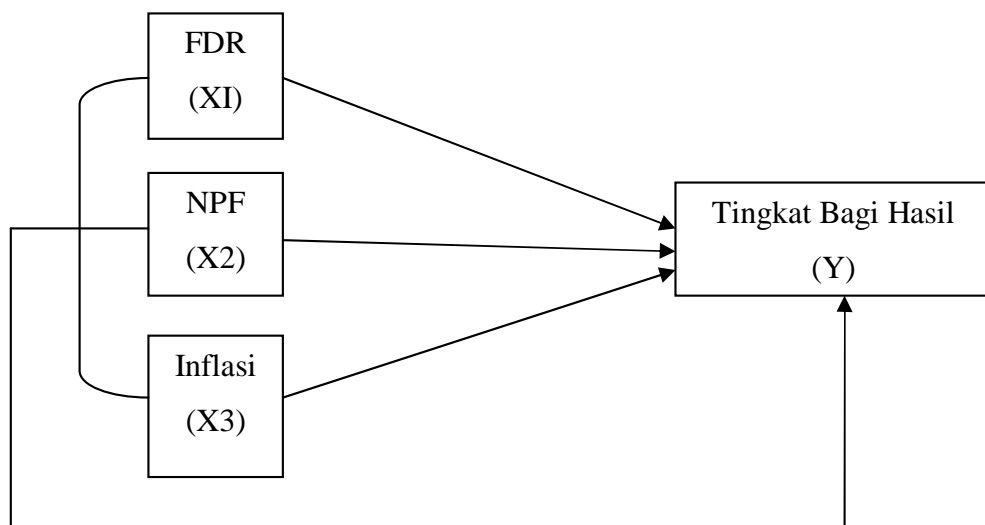 FDR
(XI)
NPF
(X2)
Inflasi
(X3)
Tingkat Bagi Hasil
(Y)